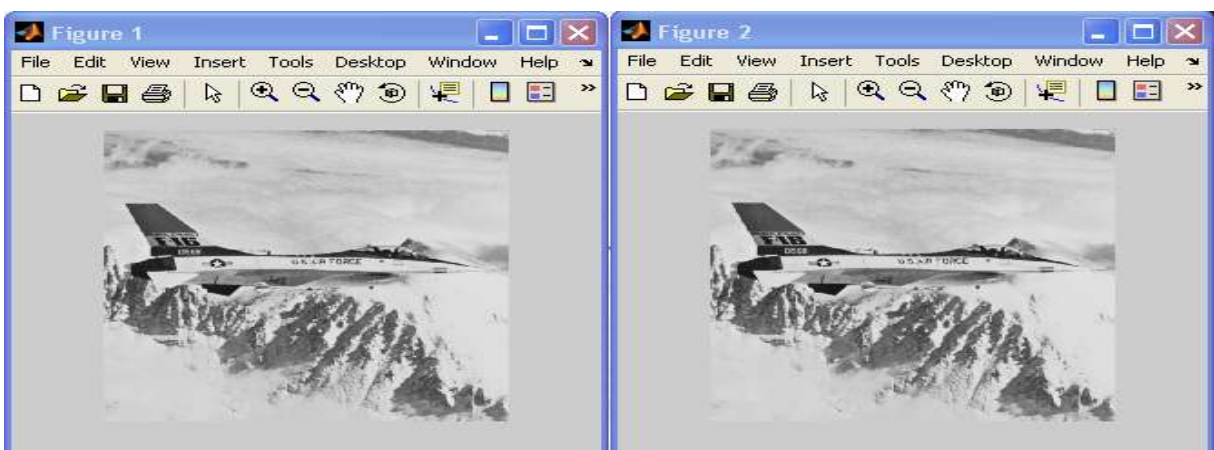 Figure 1
File Edit View Insert Tools Desktop Window Help
F16
U.S. AIR FORCE
Figure 2
File Edit View Insert Tools Desktop Window Help
F16
U.S. AIR FORCE